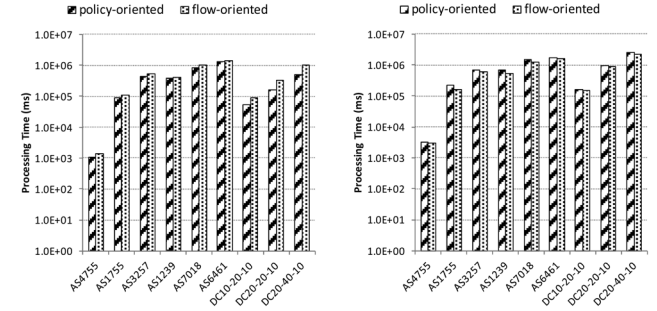 policy-oriented flow-oriented
1.0E+07
1.0E+06
1.0E+05
1.0E+04
1.0E+03
1.0E+02
1.0E+01
1.0E+00
Processing Time (ms)
AS4755
AS1755
AS3257
AS1239
AS7018
AS6461
DC10-20-10
DC20-20-10
DC20-40-10
policy-oriented flow-oriented
1.0E+07
1.0E+06
1.0E+05
1.0E+04
1.0E+03
1.0E+02
1.0E+01
1.0E+00
Processing Time (ms)
AS4755
AS1755
AS3257
AS1239
AS7018
AS6461
DC10-20-10
DC20-20-10
DC20-40-10